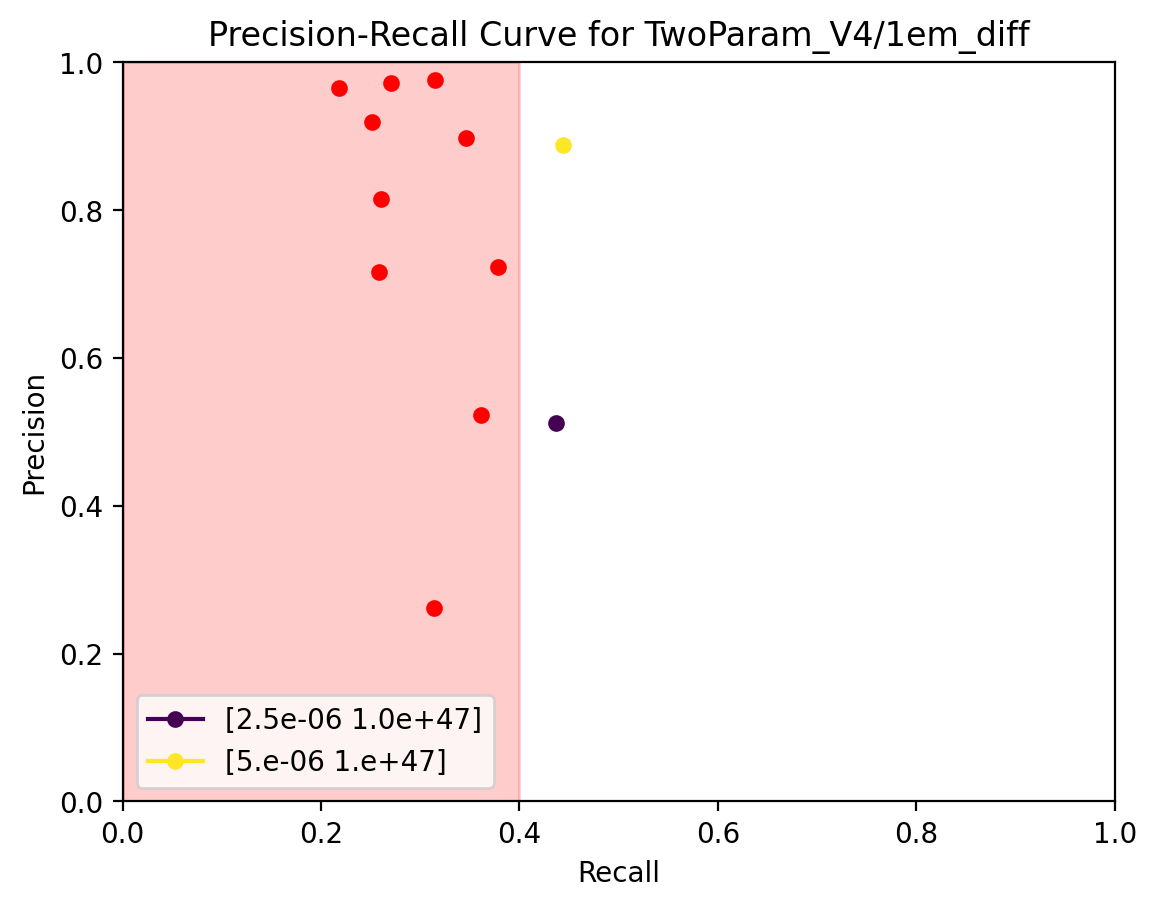 Precision-Recall Curve for TwoParam_V4/1em_diff
1.0
0.8
0.6
0.4
0.2
0.0
Precision
[2.5e-06 1.0e+47]
[5.e-06 1.e+47]
0.0 0.2 0.4 0.6 0.8 1.0
Recall